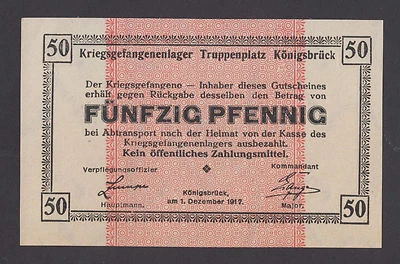 50 50
Kriegsgefangenenlager Truppenplatz Königsbrück
Der Kriegsgefangeno — Inhaber dieses Gutscheines
erhält gegen Rückgabe desselben den Betrag von
FÜNFZIG PFENNIG
bei Abtransport nach der Heimat von der Kasse des
Kriegsgefangenenlagers ausbezahlt.
Kein öffentliches Zahlungsmittel.
Verpflegungsoffizier Kommandant
Königsbrück,
am 1. Dezember 1917.
Hauptmann. Major.
50 50